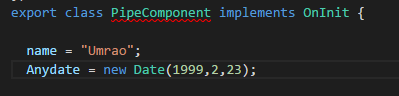 export class PipeComponent implements OnInit {
name = "Umrao";
Anydate = new Date(1999,2,23);